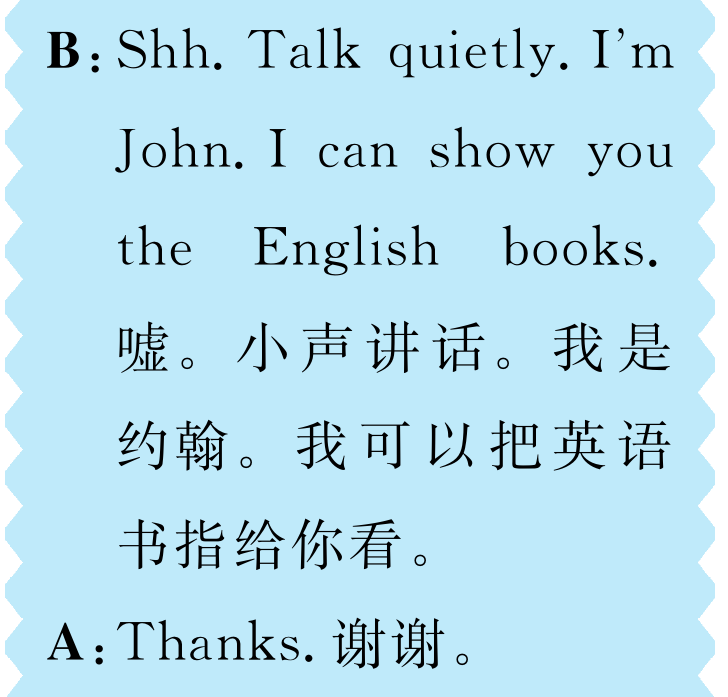 B: Shh. Talk quietly. I'm
John. I can show you
the English books.
嘘。小声讲话。我是
约翰。我可以把英语
书指给你看。
A: Thanks. 谢谢。